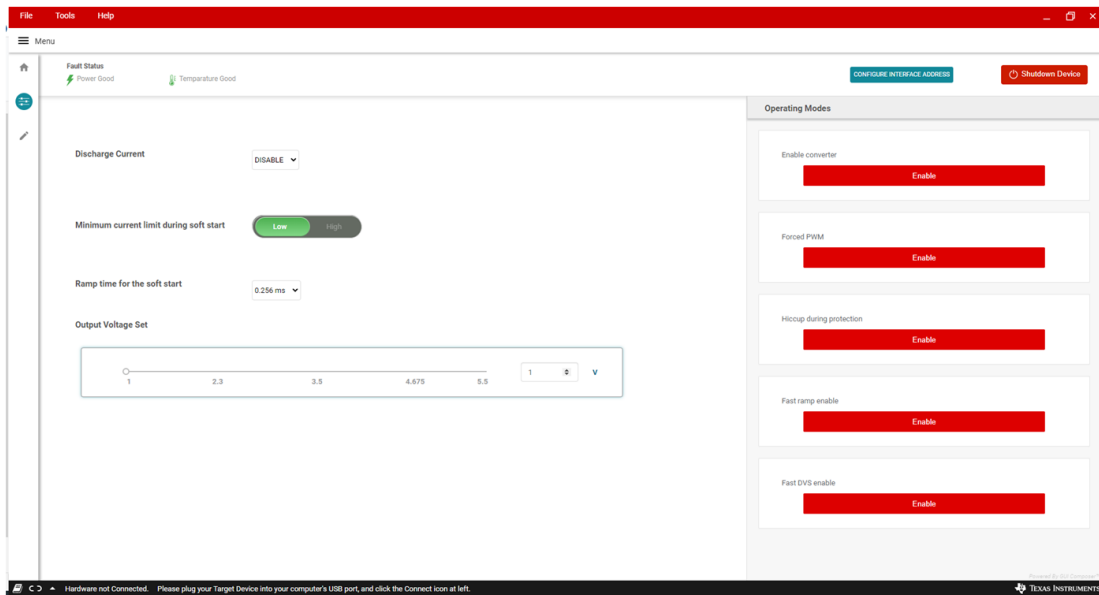 File Tools Help
Menu
Fault Status
Power Good Temparature Good
CONFIGURE INTERFACE ADDRESS
Shutdown Device
Discharge Current
DISABLE
Minimum current limit during soft start
Low High
Ramp time for the soft start
0.256 ms
Output Voltage Set
1 2.3 3.5 4.675 5.5
1 V
Operating Modes
Enable converter
Enable
Forced PWM
Enable
Hiccup during protection
Enable
Fast ramp enable
Enable
Fast DVS enable
Enable
Powered By GUI Composer
Hardware not Connected. Please plug your Target Device into your computer's USB port, and click the Connect icon at left.
TEXAS INSTRUMENTS